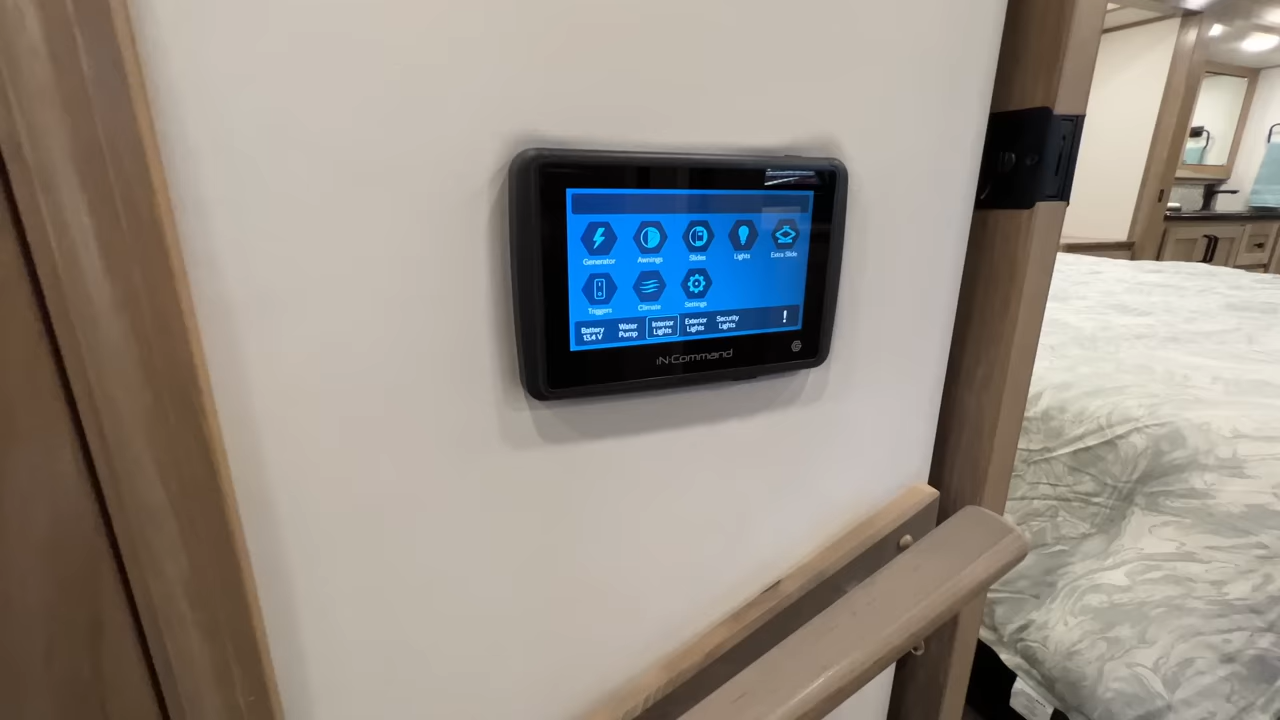 Generator Awnings Slides Lights Extra Slide
Triggers Climate Settings
Battery Water Interior Exterior Security !
13.4 V Pump Lights Lights Lights
iN·Command